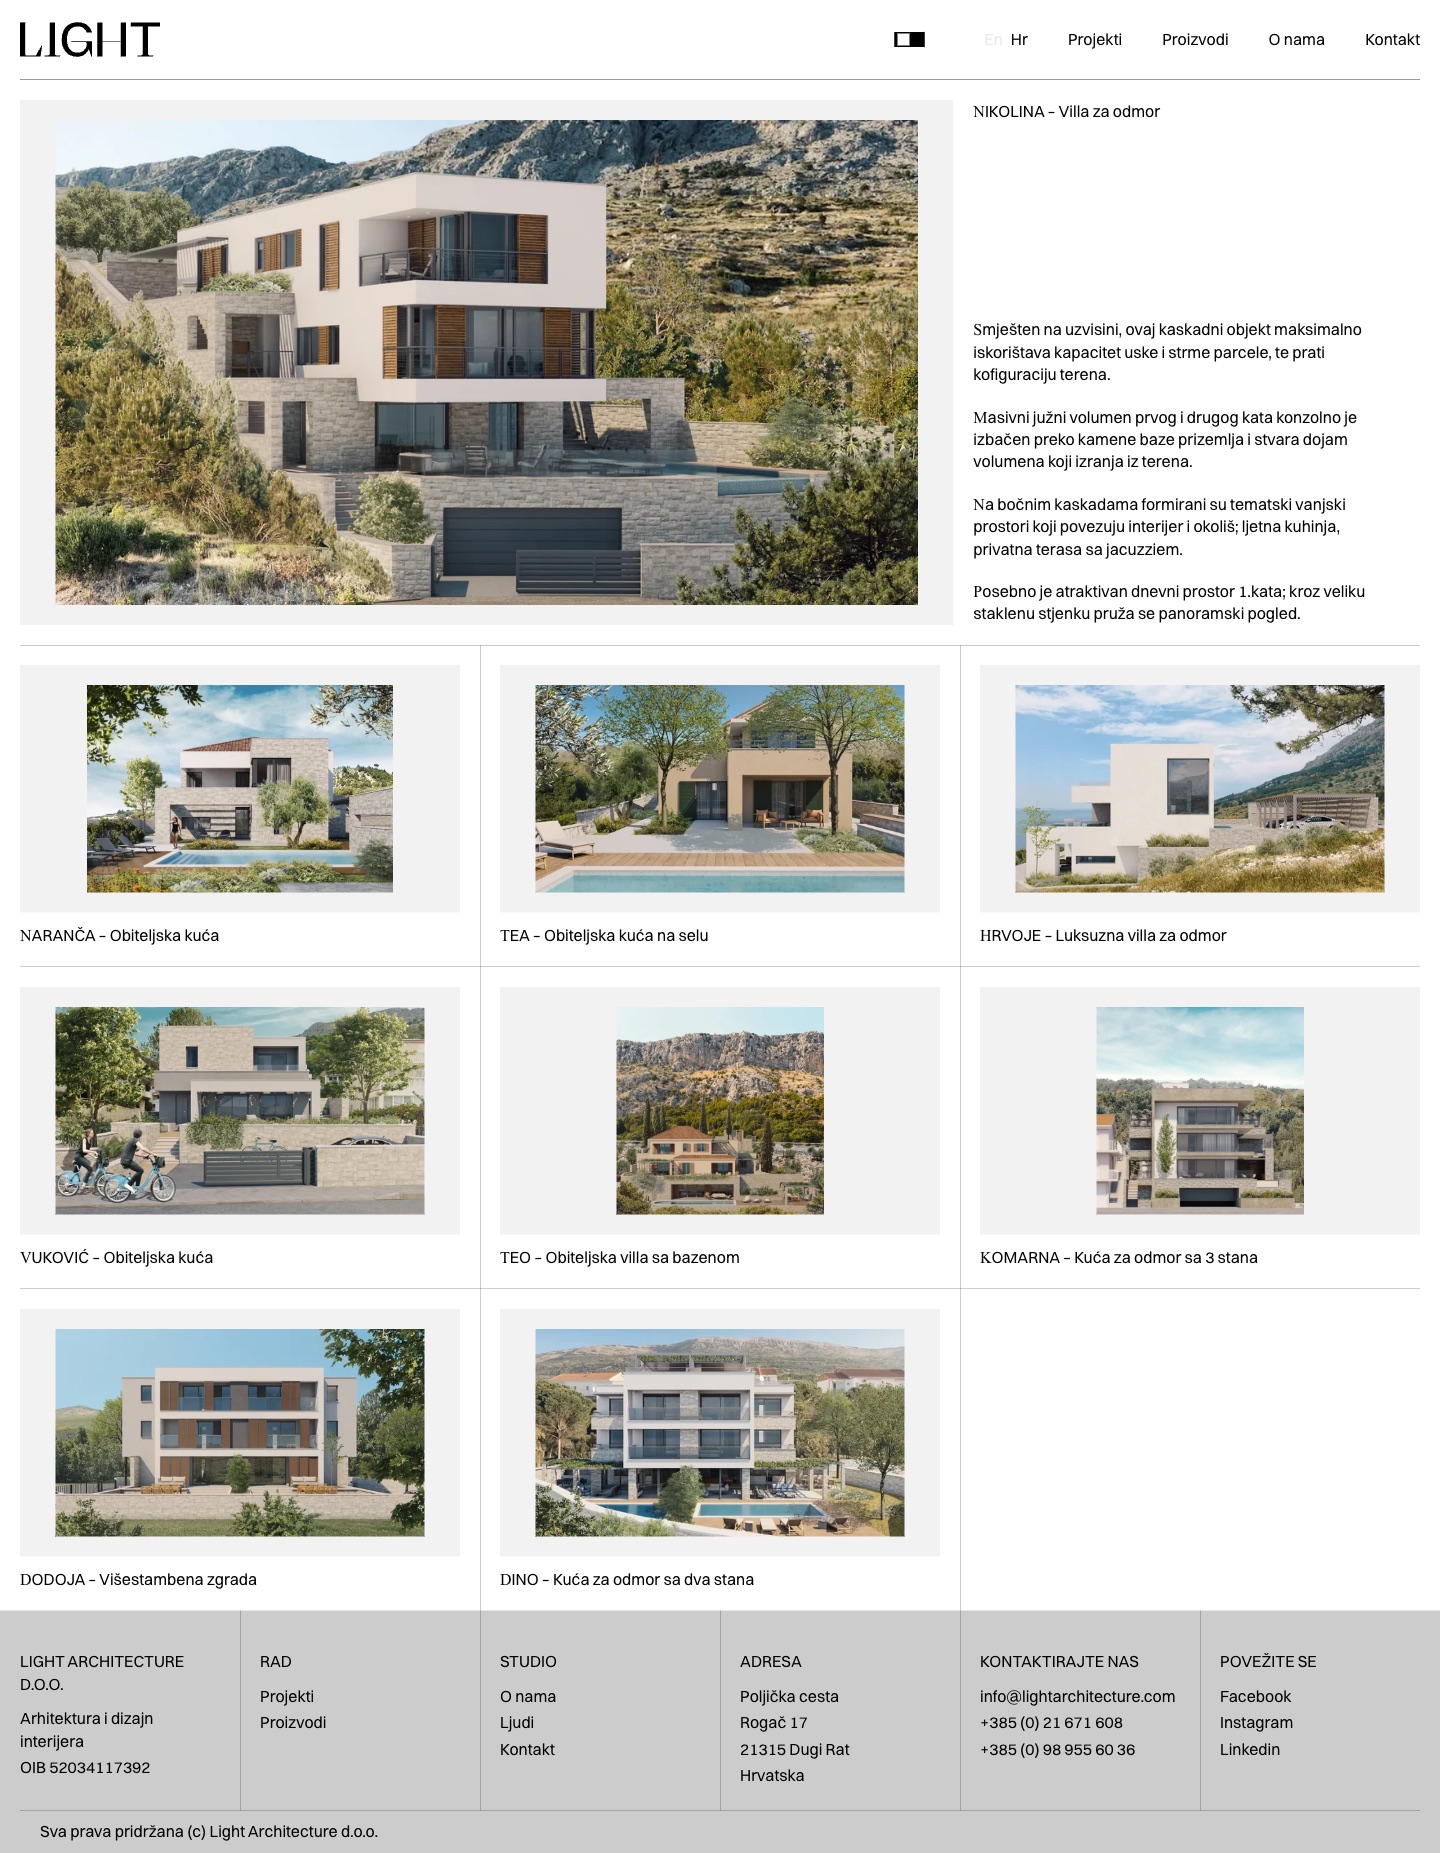 LIGHT
En Hr Projekti Proizvodi O nama Kontakt
NIKOLINA – Villa za odmor
Smješten na uzvisini, ovaj kaskadni objekt maksimalno
iskorištava kapacitet uske i strme parcele, te prati
kofiguraciju terena.
Masivni južni volumen prvog i drugog kata konzolno je
izbačen preko kamene baze prizemlja i stvara dojam
volumena koji izranja iz terena.
Na bočnim kaskadama formirani su tematski vanjski
prostori koji povezuju interijer i okoliš; ljetna kuhinja,
privatna terasa sa jacuzziem.
Posebno je atraktivan dnevni prostor 1.kata; kroz veliku
staklenu stjenku pruža se panoramski pogled.
NARANČA – Obiteljska kuća
TEA – Obiteljska kuća na selu
HRVOJE – Luksuzna villa za odmor
VUKOVIĆ – Obiteljska kuća
TEO – Obiteljska villa sa bazenom
KOMARNA – Kuća za odmor sa 3 stana
DODOJA – Višestambena zgrada
DINO – Kuća za odmor sa dva stana
LIGHT ARCHITECTURE
D.O.O.
Arhitektura i dizajn
interijera
OIB 52034117392
RAD
Projekti
Proizvodi
STUDIO
O nama
Ljudi
Kontakt
ADRESA
Poljička cesta
Rogač 17
21315 Dugi Rat
Hrvatska
KONTAKTIRAJTE NAS
info@lightarchitecture.com
+385 (0) 21 671 608
+385 (0) 98 955 60 36
POVEŽITE SE
Facebook
Instagram
Linkedin
Sva prava pridržana (c) Light Architecture d.o.o.